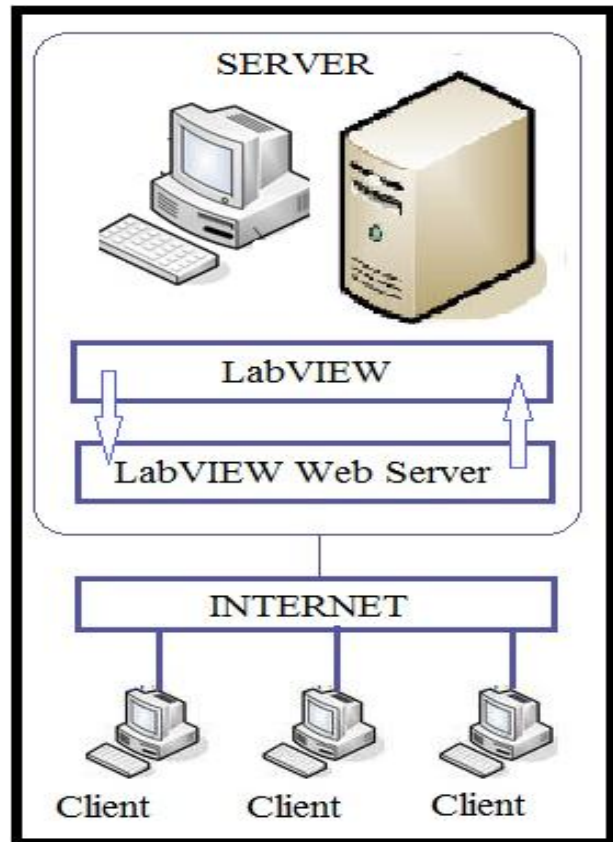 SERVER
LabVIEW
LabVIEW Web Server
INTERNET
Client
Client
Client